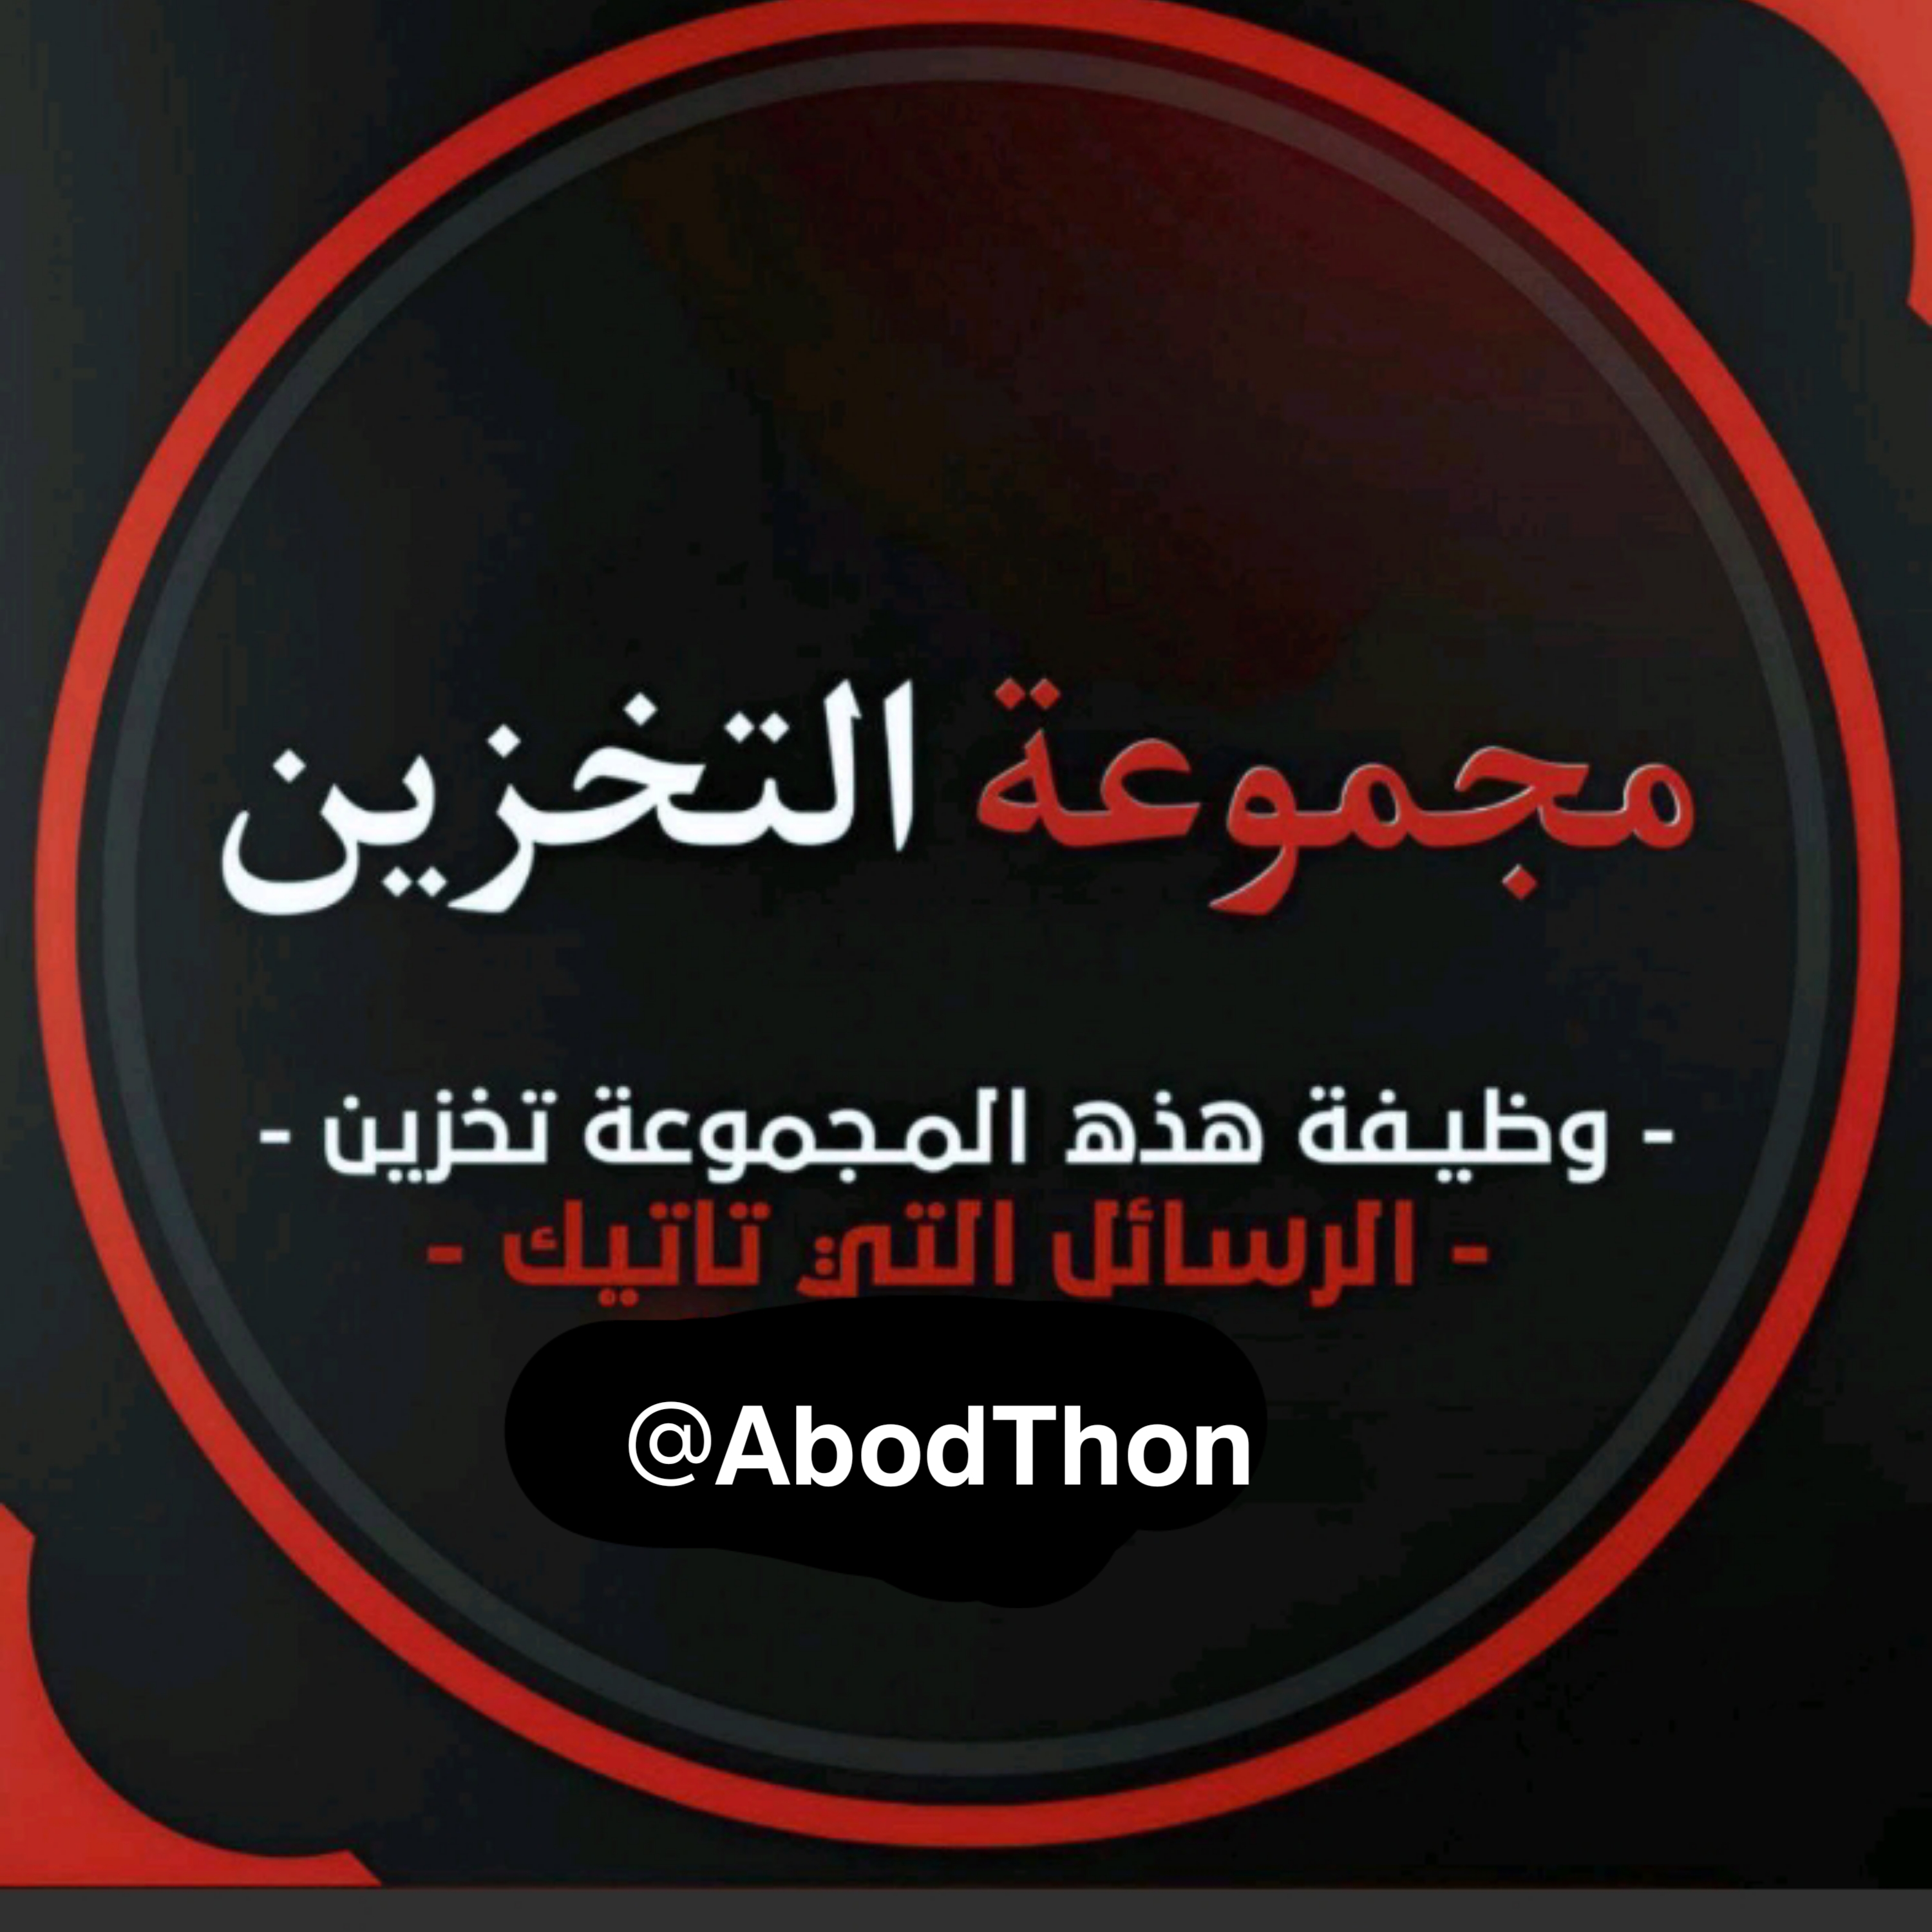 مجموعة التخزين
- وظيفة هذه المجموعة تخزين -
- الرسائل التي تاتيك -
@AbodThon